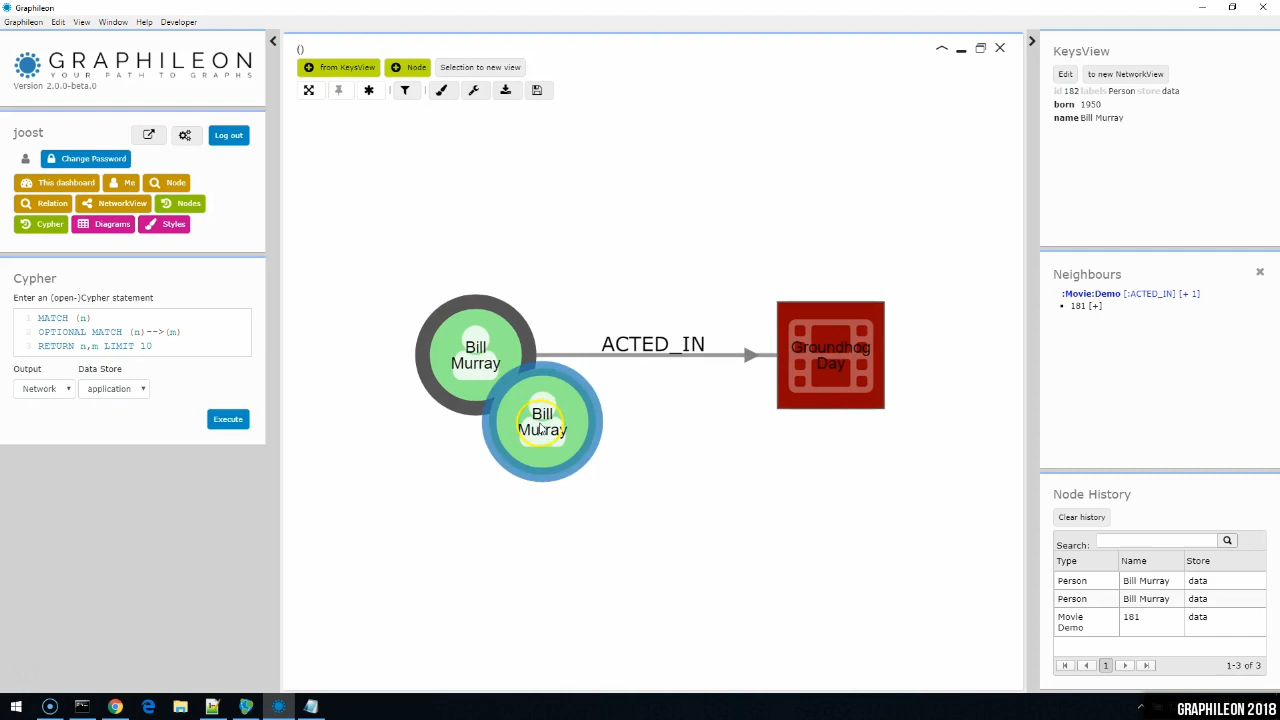 Graphileon
Graphileon Edit View Window Help Developer
GRAPHILEON
YOUR PATH TO GRAPHS
Version 2.0.0-beta.0
joost
Log out
Change Password
This dashboard Me Node
Relation NetworkView Nodes
Cypher Diagrams Styles
Cypher
Enter an (open-)Cypher statement
1 MATCH (n)
2 OPTIONAL MATCH (n)-->(m)
3 RETURN n,m LIMIT 10
Output Data Store
Network application
Execute
()
from KeysView Node Selection to new view
Bill
Murray
ACTED_IN
Groundhog
Day
Bill
Murray
KeysView
Edit to new NetworkView
id 182 labels Person store data
born 1950
name Bill Murray
Neighbours
:Movie:Demo [:ACTED_IN] [+ 1]
• 181 [+]
Node History
Clear history
Search:
Type Name Store
Person Bill Murray data
Person Bill Murray data
Movie 181 data
Demo
1 1-3 of 3
GRAPHILEON 2018